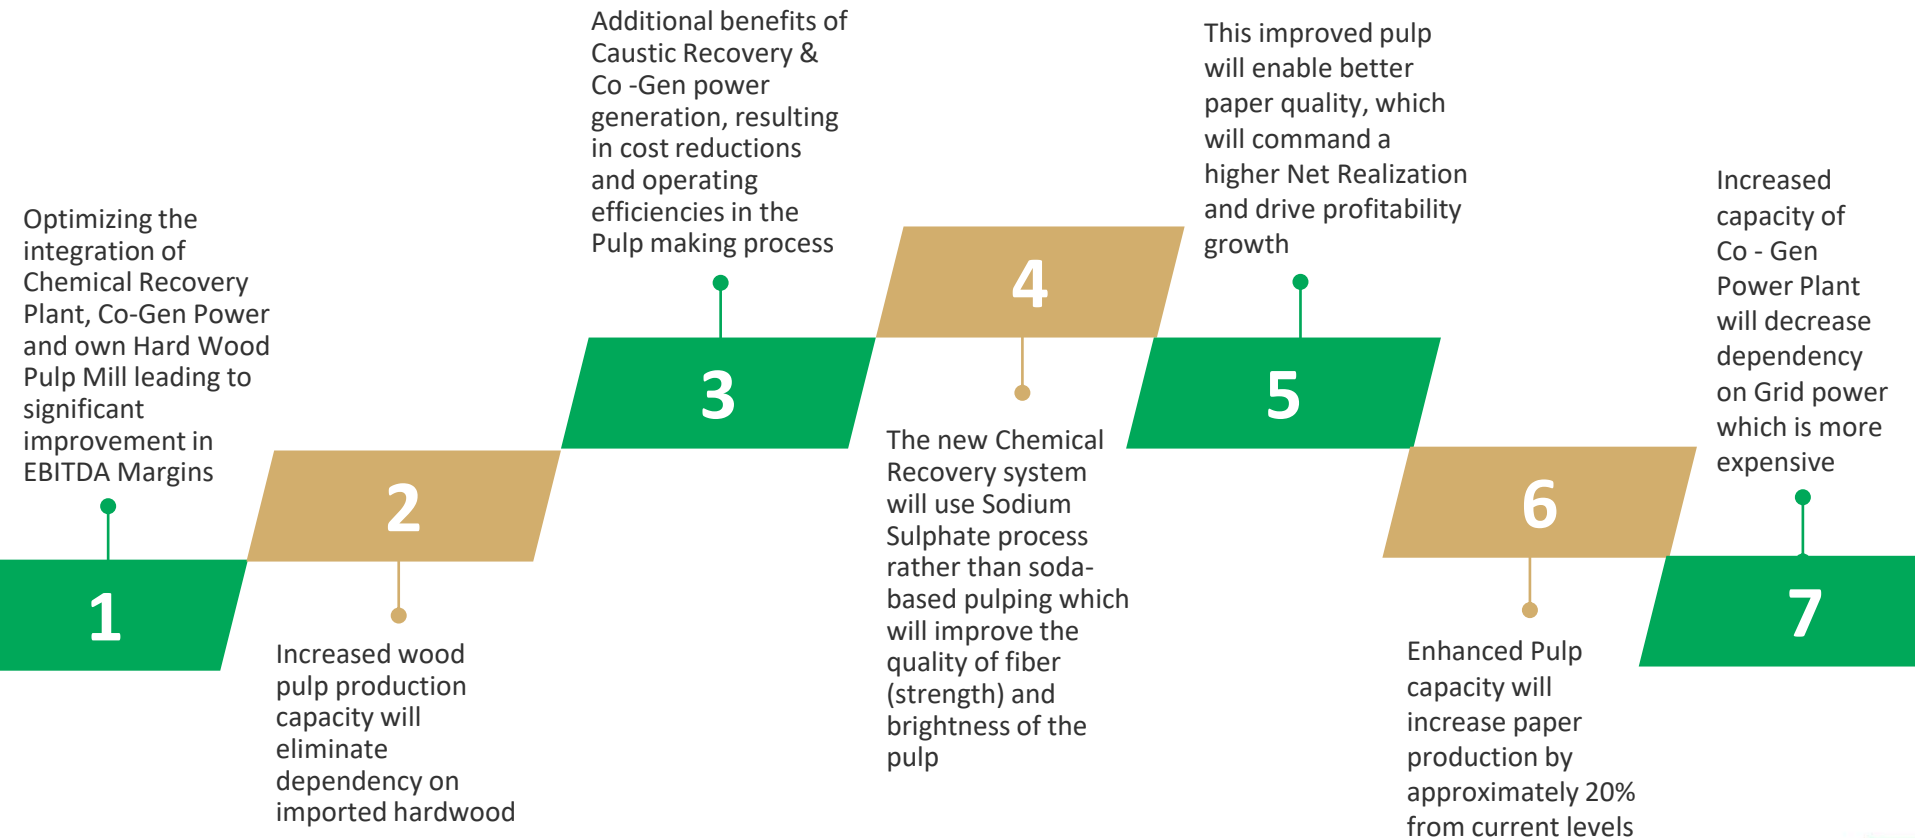 Optimizing the
integration of
Chemical Recovery
Plant, Co-Gen Power
and own Hard Wood
Pulp Mill leading to
significant
improvement in
EBITDA Margins
1
2
Increased wood
pulp production
capacity will
eliminate
dependency on
imported hardwood
Additional benefits of
Caustic Recovery &
Co -Gen power
generation, resulting
in cost reductions
and operating
efficiencies in the
Pulp making process
3
4
The new Chemical
Recovery system
will use Sodium
Sulphate process
rather than soda-
based pulping which
will improve the
quality of fiber
(strength) and
brightness of the
pulp
This improved pulp
will enable better
paper quality, which
will command a
higher Net Realization
and drive profitability
growth
5
6
Enhanced Pulp
capacity will
increase paper
production by
approximately 20%
from current levels
Increased
capacity of
Co - Gen
Power Plant
will decrease
dependency
on Grid power
which is more
expensive
7